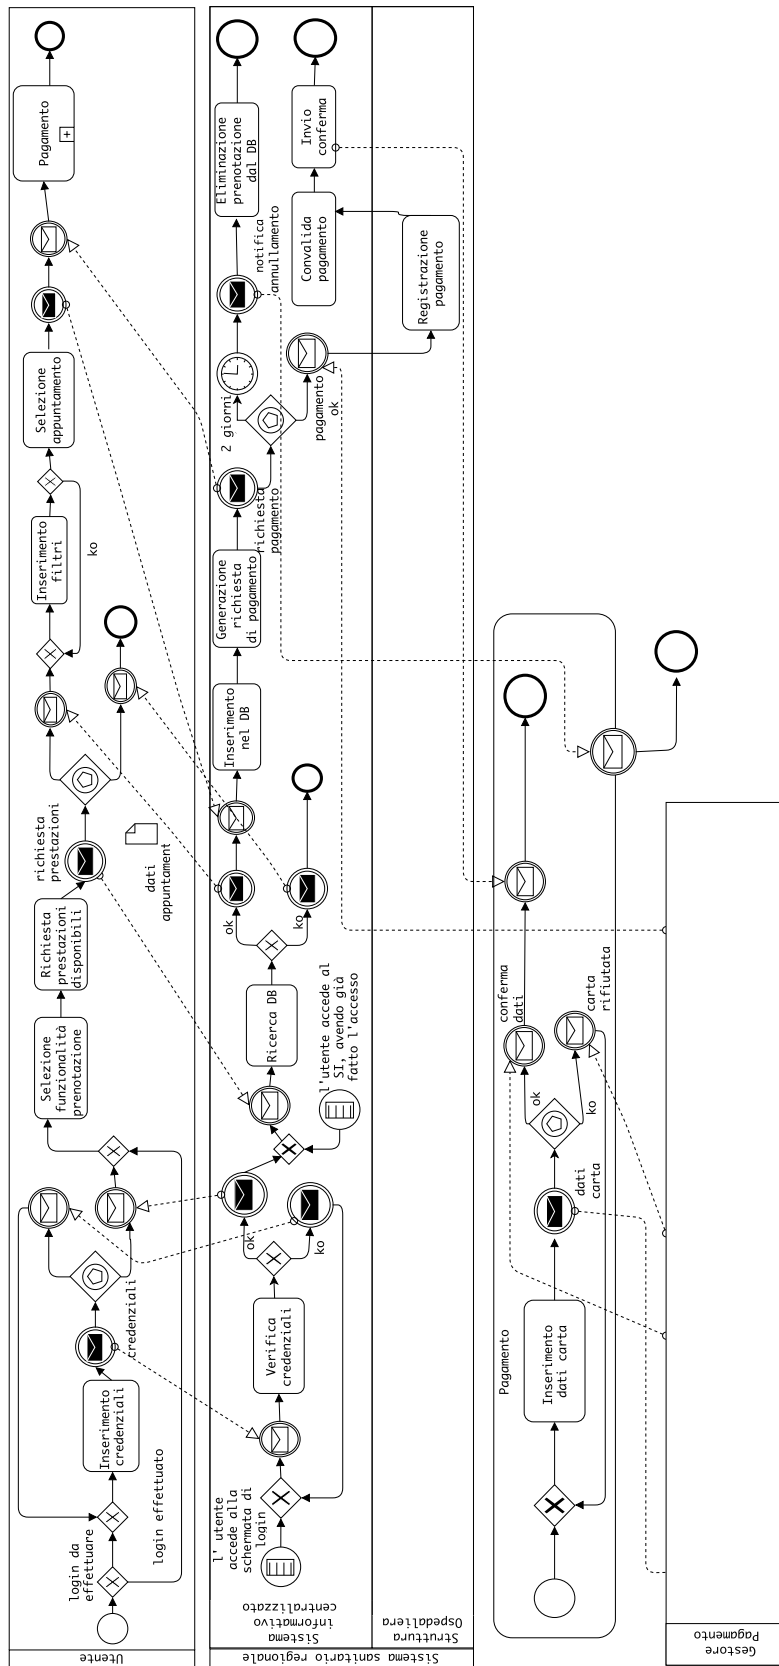 Utente
login da
effettuare
login effettuato
Inserimento
credenziali
credenziali
Selezione
funzionalità
prenotazione
Richiesta
prestazioni
disponibili
richiesta
prestazioni
dati
appuntament
Inserimento
filtri
ko
Selezione
appuntamento
Pagamento
+
Sistema sanitario regionale
Sistema
informativo
centralizzato
l' utente
accede alla
schermata di
login
Verifica
credenziali
ok
ko
l'utente accede al
SI, avendo già
fatto l'accesso
Ricerca DB
ok
ko
Inserimento
nel DB
Generazione
richiesta
di pagamento
richiesta
pagamento
2 giorni
pagamento
ok
notifica
annullamento
Eliminazione
prenotazione
dal DB
Convalida
pagamento
Invio
conferma
Struttura
Ospedaliera
Registrazione
pagamento
Pagamento
Inserimento
dati carta
dati
carta
ok
ko
conferma
dati
carta
rifiutata
Gestore
Pagamento